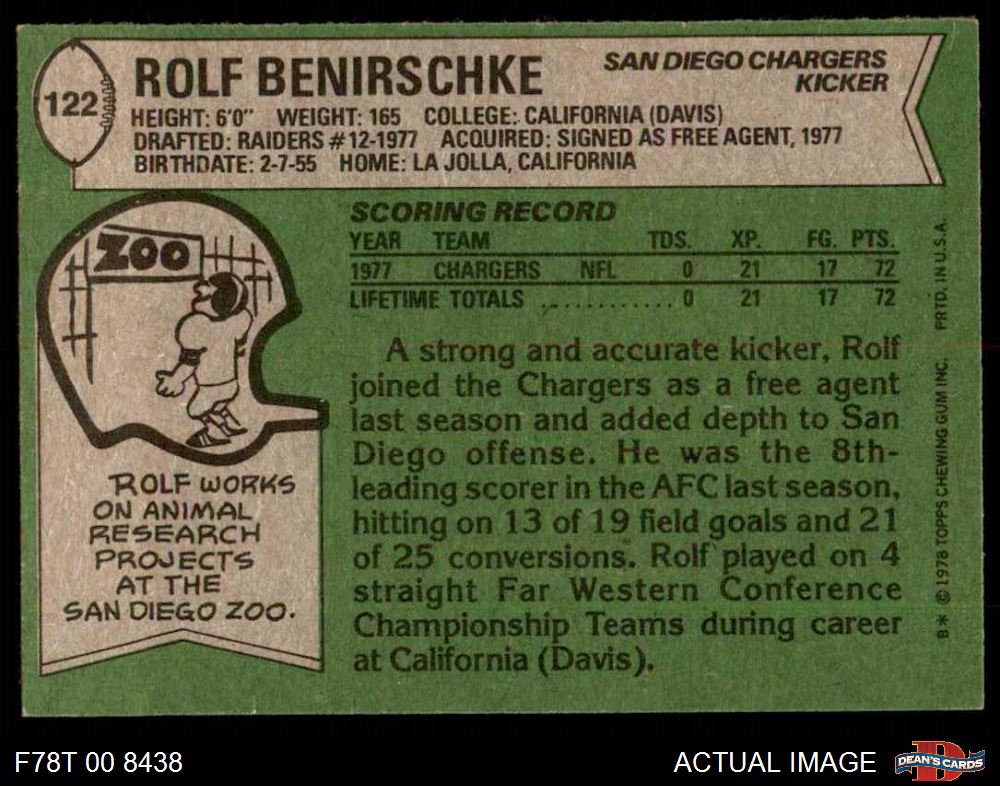 122
ROLF BENIRSCHKE
SAN DIEGO CHARGERS
KICKER
HEIGHT: 6'0" WEIGHT: 165 COLLEGE: CALIFORNIA (DAVIS)
DRAFTED: RAIDERS #12-1977 ACQUIRED: SIGNED AS FREE AGENT, 1977
BIRTHDATE: 2-7-55 HOME: LA JOLLA, CALIFORNIA
ZOO
ROLF WORKS
ON ANIMAL
RESEARCH
PROJECTS
AT THE
SAN DIEGO ZOO.
SCORING RECORD
YEAR TEAM TDS. XP. FG. PTS.
1977 CHARGERS NFL 0 21 17 72
LIFETIME TOTALS ............ 0 21 17 72
A strong and accurate kicker, Rolf
joined the Chargers as a free agent
last season and added depth to San
Diego offense. He was the 8th-
leading scorer in the AFC last season,
hitting on 13 of 19 field goals and 21
of 25 conversions. Rolf played on 4
straight Far Western Conference
Championship Teams during career
at California (Davis).
B* © 1978 TOPPS CHEWING GUM INC. PRTD. IN U.S.A.
F78T 00 8438
ACTUAL IMAGE
D
DEAN'S CARDS